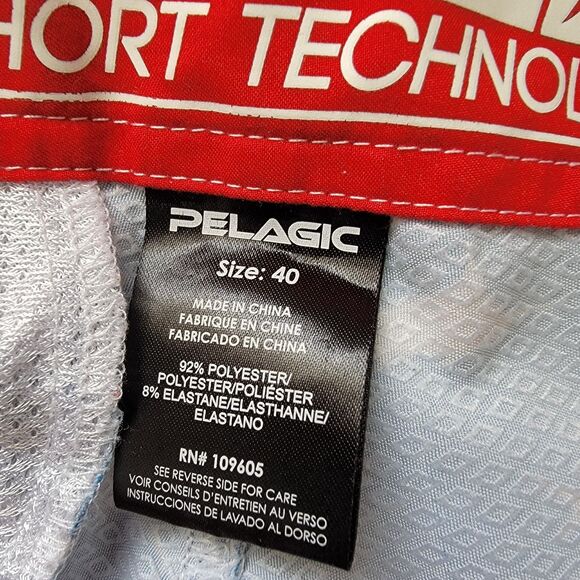 HORT TECHNOL
PELAGIC
Size: 40
MADE IN CHINA
FABRIQUE EN CHINE
FABRICADO EN CHINA
92% POLYESTER/
POLYESTER/POLIÉSTER
8% ELASTANE/ELASTHANNE/
ELASTANO
RN# 109605
SEE REVERSE SIDE FOR CARE
VOIR CONSEILS D'ENTRETIEN AU VERSO
INSTRUCCIONES DE LAVADO AL DORSO